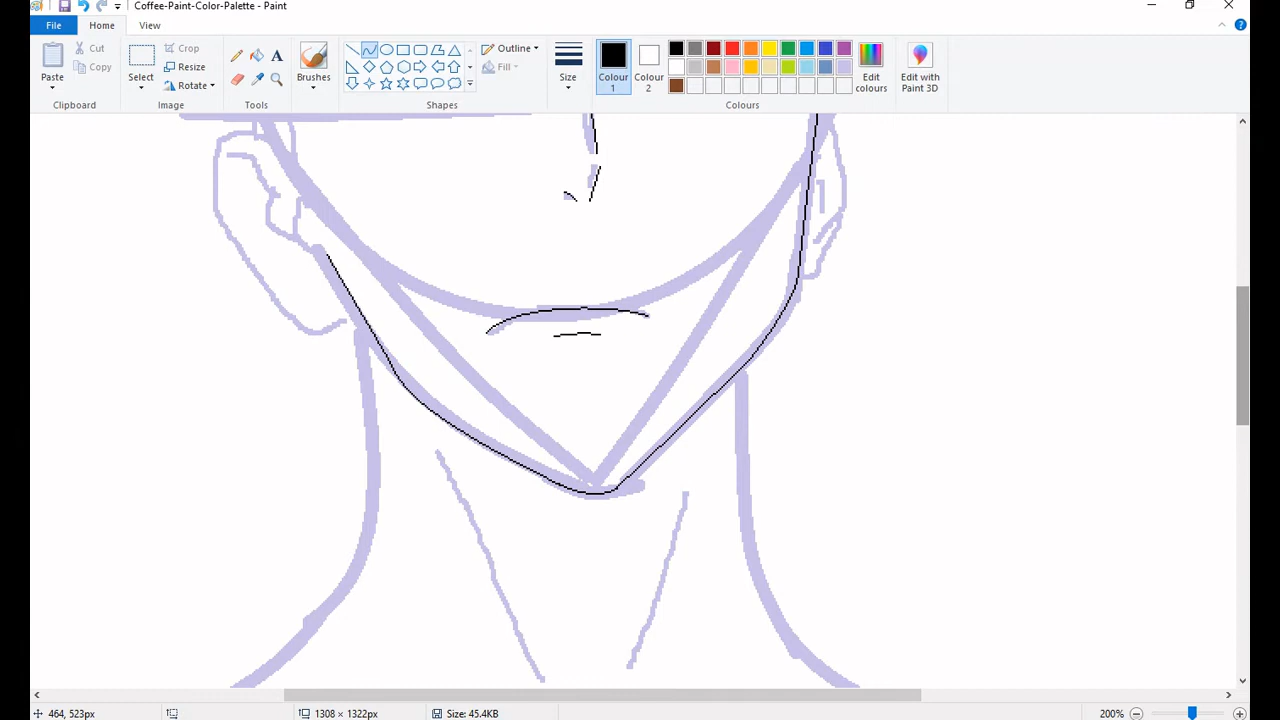 Coffee-Paint-Color-Palette - Paint
File
Home
View
Paste
Cut
Copy
Clipboard
Select
Crop
Resize
Rotate
Image
A
Tools
Brushes
Outline
Fill
Shapes
Size
Colour 1
Colour 2
Edit colours
Colours
Edit with Paint 3D
464, 523px
1308 × 1322px
Size: 45.4KB
200%